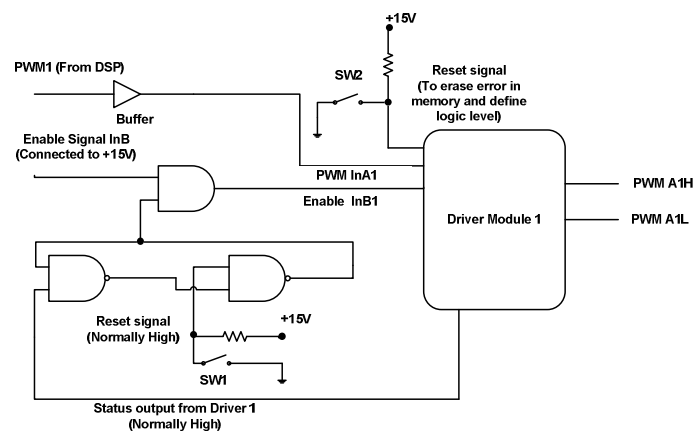 +15V
PWM1 (From DSP)
SW2
Reset signal
(To erase error in
memory and define
logic level)
Buffer
Enable Signal InB
(Connected to +15V)
PWM InA1
Enable InB1
Driver Module 1
PWM A1H
PWM A1L
Reset signal
(Normally High)
+15V
SW1
Status output from Driver 1
(Normally High)